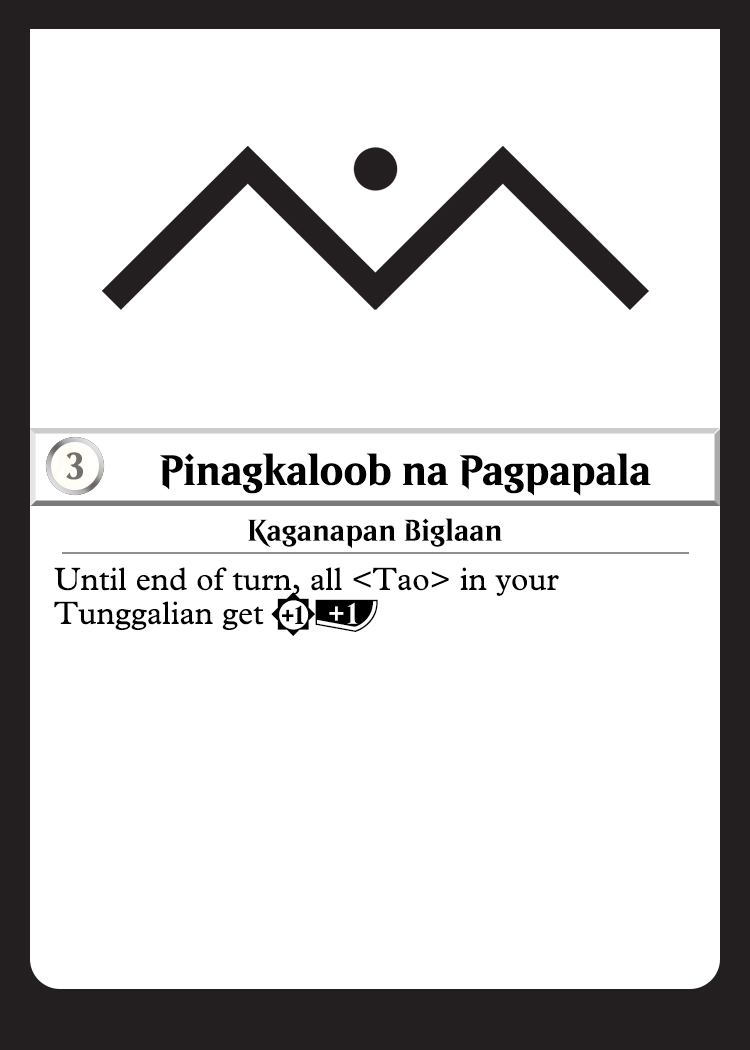 3
Pinagkaloob na Pagpapala
Kaganapan Biglaan
Until end of turn, all <Tao> in your
Tunggalian get +1 +1